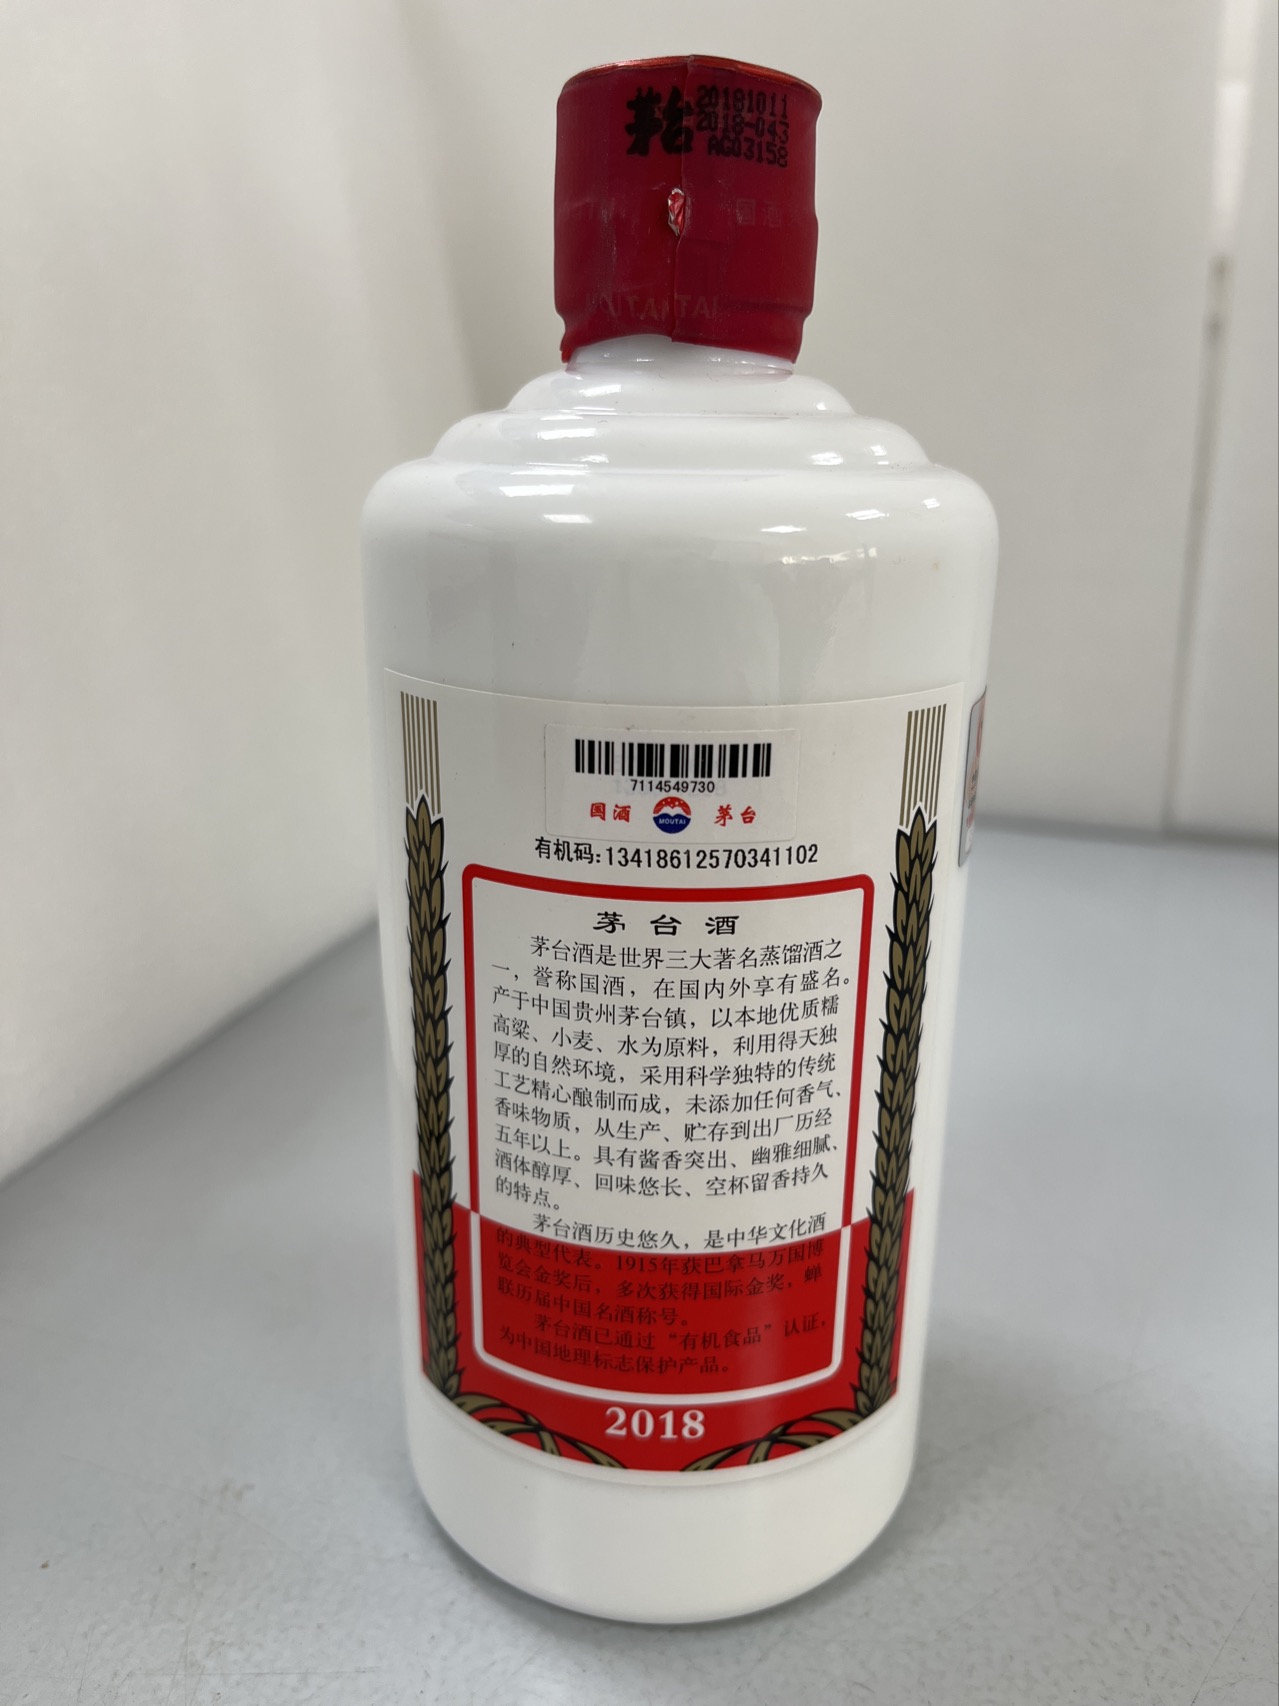 茅台
20181011
2018-043
AG03158
国酒
MOUTAI
7114549730
国酒 MOUTAI 茅台
有机码:13418612570341102
茅台酒
茅台酒是世界三大著名蒸馏酒之
一，誉称国酒，在国内外享有盛名。
产于中国贵州茅台镇，以本地优质糯
高粱、小麦、水为原料，利用得天独
厚的自然环境，采用科学独特的传统
工艺精心酿制而成，未添加任何香气、
香味物质，从生产、贮存到出厂历经
五年以上。具有酱香突出、幽雅细腻、
酒体醇厚、回味悠长、空杯留香持久
的特点。
茅台酒历史悠久，是中华文化酒
的典型代表。1915年获巴拿马万国博
览会金奖后，多次获得国际金奖，蝉
联历届中国名酒称号。
茅台酒已通过“有机食品”认证，
为中国地理标志保护产品。
2018